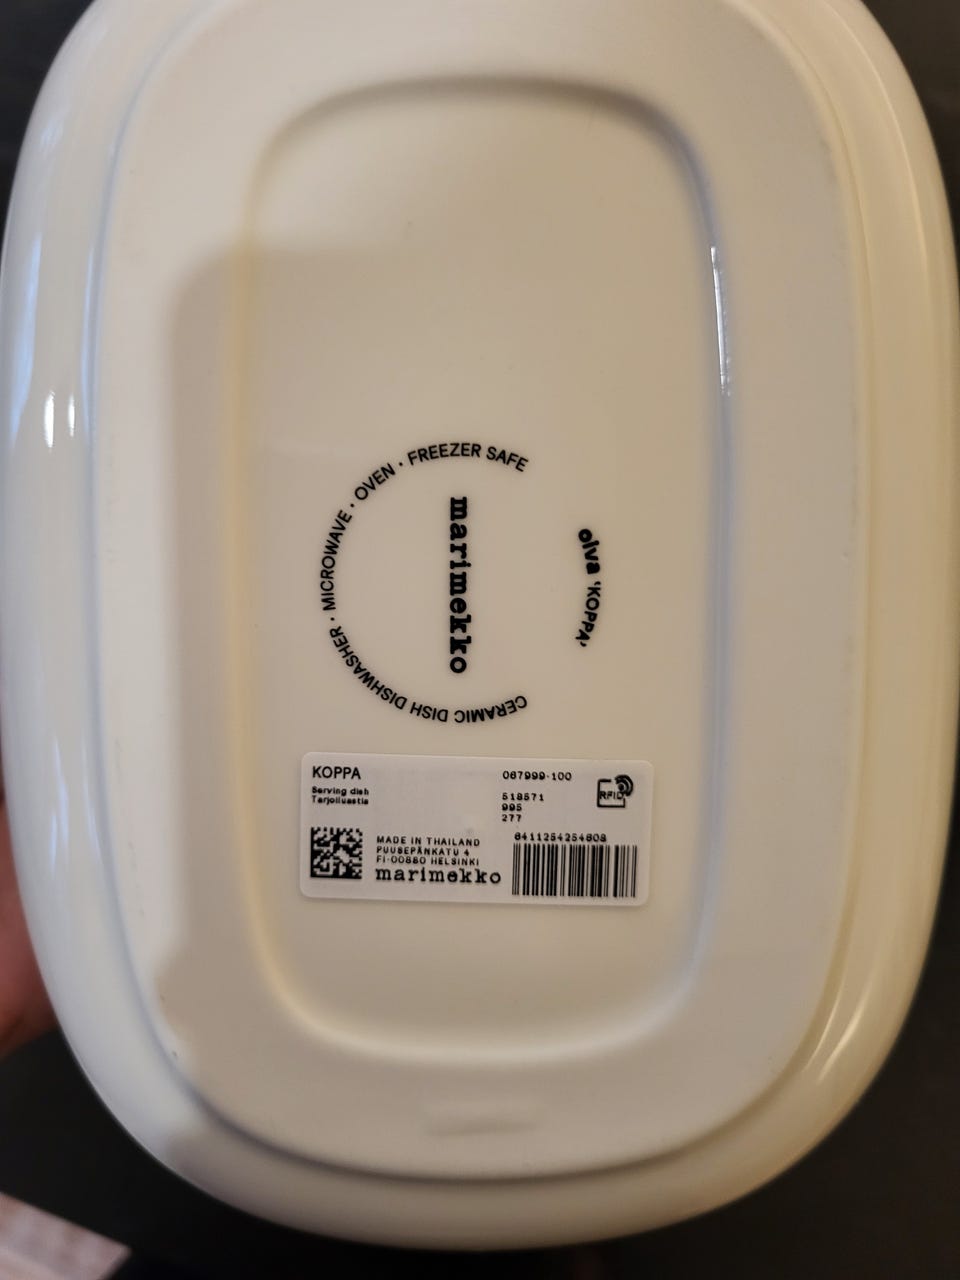 CERAMIC DISH DISHWASHER · MICROWAVE · OVEN · FREEZER SAFE
marimekko
oiva 'KOPPA'
KOPPA
Serving dish
Tarjoiluastia
067999-100
518571
995
277
RFID
6411254254608
MADE IN THAILAND
PUUSEPÄNKATU 4
FI-00880 HELSINKI
marimekko